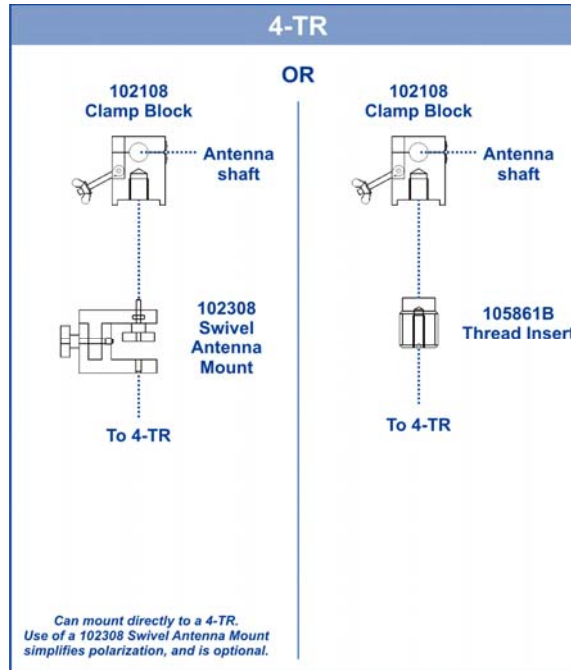 4-TR
OR
102108
Clamp Block
Antenna
shaft
102308
Swivel
Antenna
Mount
To 4-TR
Can mount directly to a 4-TR.
Use of a 102308 Swivel Antenna Mount
simplifies polarization, and is optional.
102108
Clamp Block
Antenna
shaft
105861B
Thread Insert
To 4-TR